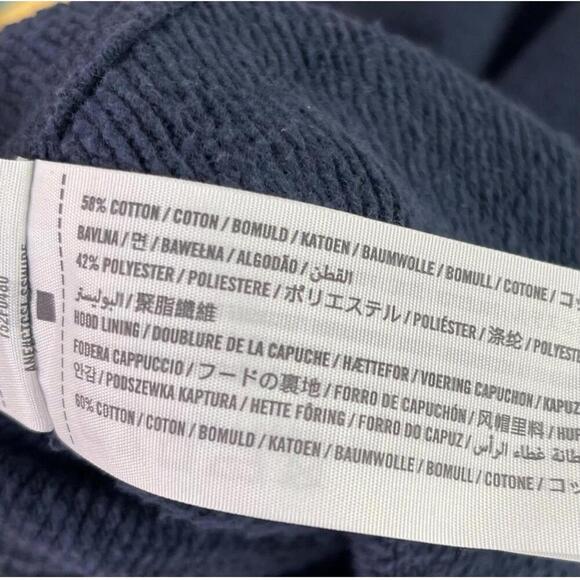 58% COTTON / COTON / BOMULD / KATOEN / BAUMWOLLE / BOMULL / COTONE / コッ
BAVLNA / 면 / BAWEŁNA / ALGODÃO / القطن
42% POLYESTER / POLIESTERE / ポリエステル / POLIÉSTER / 涤纶 / POLYEST
البوليستر / 聚脂纖維
HOOD LINING / DOUBLURE DE LA CAPUCHE / HÆTTEFOR / VOERING CAPUCHON / KAPUZ
FODERA CAPPUCCIO / フードの裏地 / FORRO DE CAPUCHÓN / 风帽里料 / HUF
안감 / PODSZEWKA KAPTURA / HETTE FÔRING / FORRO DO CAPUZ / بطانة غطاء الرأس
60% COTTON / COTON / BOMULD / KATOEN / BAUMWOLLE / BOMULL / COTONE / コッ